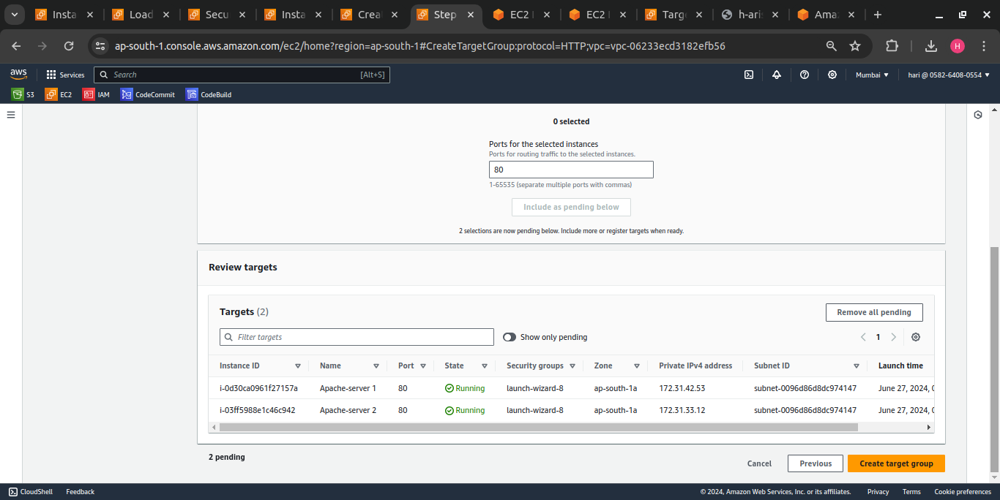 Insta
Load
Secu
Insta
Crea
Step
EC2
EC2
Targ
h-ari
Ama
ap-south-1.console.aws.amazon.com/ec2/home?region=ap-south-1#CreateTargetGroup:protocol=HTTP;vpc=vpc-06233ecd3182efb56
H
aws
Services
Search
[Alt+S]
Mumbai
hari @ 0582-6408-0554
S3
EC2
IAM
CodeCommit
CodeBuild
0 selected
Ports for the selected instances
Ports for routing traffic to the selected instances.
80
1-65535 (separate multiple ports with commas)
Include as pending below
2 selections are now pending below. Include more or register targets when ready.
Review targets
Targets (2)
Remove all pending
Filter targets
Show only pending
1
Instance ID Name Port State Security groups Zone Private IPv4 address Subnet ID Launch time
i-0d30ca0961f27157a Apache-server 1 80 Running launch-wizard-8 ap-south-1a 172.31.42.53 subnet-0096d86d8dc974147 June 27, 2024, 0
i-03ff5988e1c46c942 Apache-server 2 80 Running launch-wizard-8 ap-south-1a 172.31.33.12 subnet-0096d86d8dc974147 June 27, 2024,
2 pending
Cancel
Previous
Create target group
CloudShell
Feedback
© 2024, Amazon Web Services, Inc. or its affiliates.
Privacy
Terms
Cookie preferences